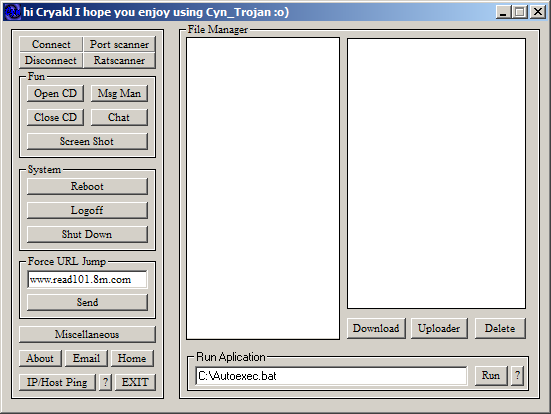 hi Cryakl I hope you enjoy using Cyn_Trojan :o)
Connect Port scanner
Disconnect Ratscanner
Fun
Open CD Msg Man
Close CD Chat
Screen Shot
System
Reboot
Logoff
Shut Down
Force URL Jump
www.read101.8m.com
Send
Miscellaneous
About Email Home
IP/Host Ping ? EXIT
File Manager
Download Uploader Delete
Run Aplication
C:\Autoexec.bat Run ?